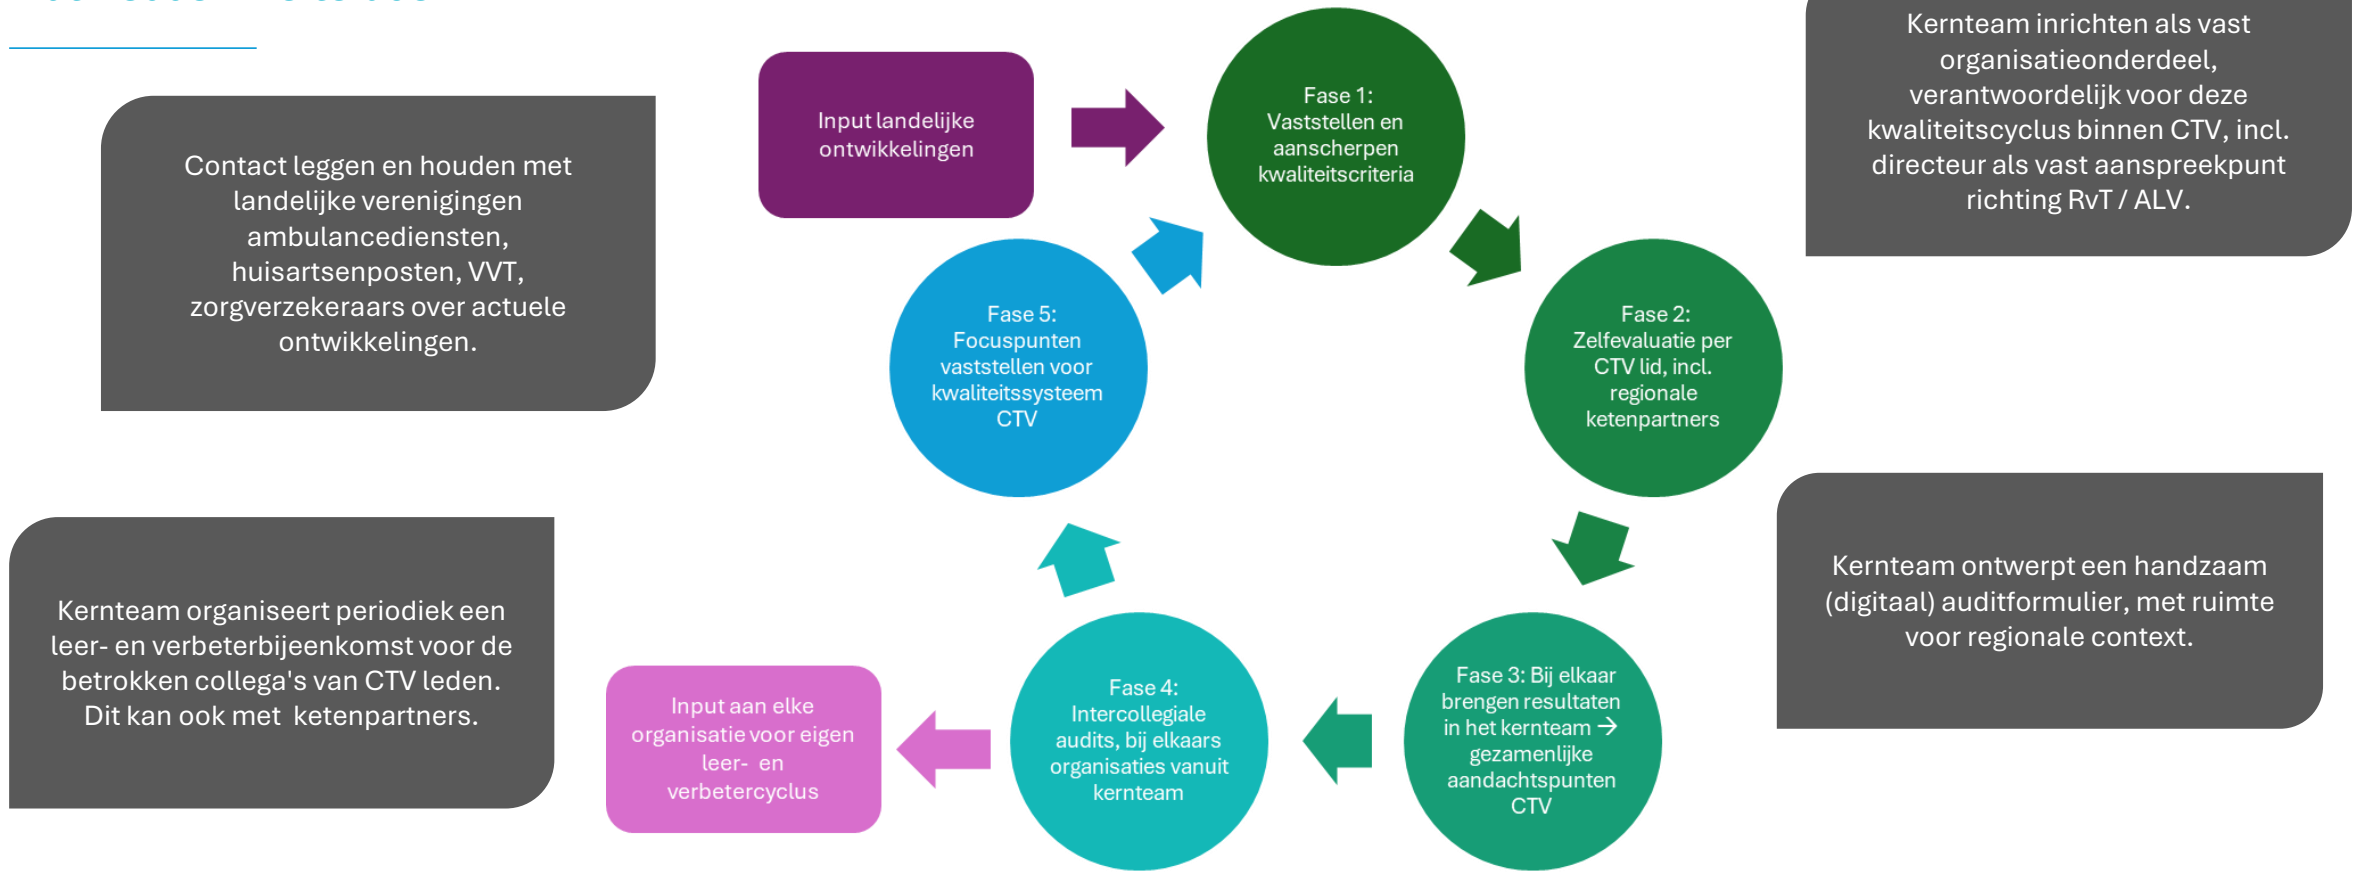 Input landelijke
ontwikkelingen
Fase 1:
Vaststellen en
aanscherpen
kwaliteitscriteria
Kernteam inrichten als vast
organisatieonderdeel,
verantwoordelijk voor deze
kwaliteitscyclus binnen CTV, incl.
directeur als vast aanspreekpunt
richting RvT / ALV.
Contact leggen en houden met
landelijke verenigingen
ambulancediensten,
huisartsenposten, VVT,
zorgverzekeraars over actuele
ontwikkelingen.
Fase 5:
Focuspunten
vaststellen voor
kwaliteitssysteem
CTV
Fase 2:
Zelfevaluatie per
CTV lid, incl.
regionale
ketenpartners
Kernteam organiseert periodiek een
leer- en verbeterbijeenkomst voor de
betrokken collega's van CTV leden.
Dit kan ook met  ketenpartners.
Input aan elke
organisatie voor eigen
leer-  en
verbetercyclus
Fase 4:
Intercollegiale
audits, bij elkaars
organisaties vanuit
kernteam
Fase 3: Bij elkaar
brengen resultaten
in het kernteam →
gezamenlijke
aandachtspunten
CTV
Kernteam ontwerpt een handzaam
(digitaal) auditformulier, met ruimte
voor regionale context.